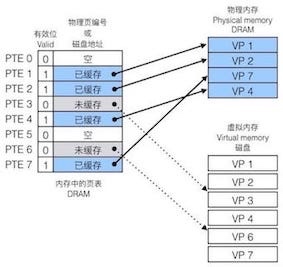 有效位
Valid
物理页编号
或
磁盘地址
PTE 0 0 空
PTE 1 1 已缓存
PTE 2 1 已缓存
PTE 3 0 未缓存
PTE 4 1 已缓存
PTE 5 0 空
PTE 6 0 未缓存
PTE 7 1 已缓存
内存中的页表
DRAM
物理内存
Physical memory
DRAM
VP 1
VP 2
VP 7
VP 4
虚拟内存
Virtual memory
磁盘
VP 1
VP 2
VP 3
VP 4
VP 6
VP 7